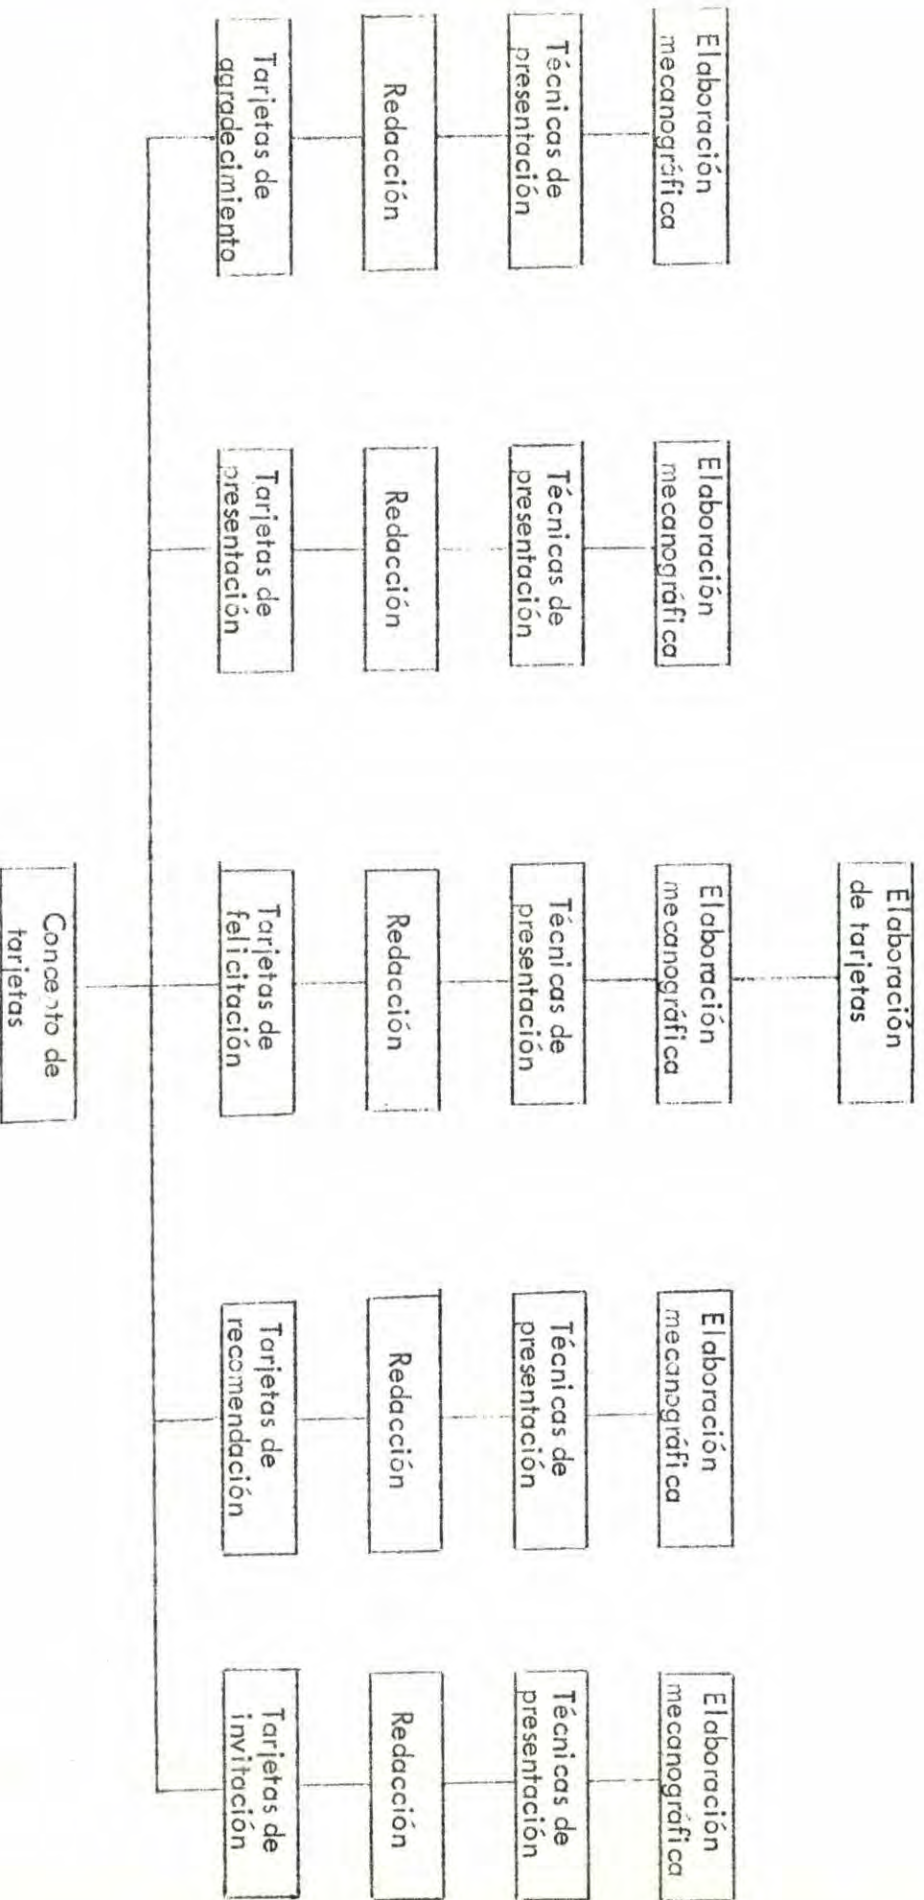 Elaboración
de tarjetas
Elaboración
mecanográfica
Elaboración
mecanográfica
Elaboración
mecanográfica
Elaboración
mecanográfica
Elaboración
mecanográfica
Técnicas de
presentación
Técnicas de
presentación
Técnicas de
presentación
Técnicas de
presentación
Técnicas de
presentación
Redacción
Redacción
Redacción
Redacción
Redacción
Tarjetas de
agradecimiento
Tarjetas de
presentación
Tarjetas de
felicitación
Tarjetas de
recomendación
Tarjetas de
invitación
Concepto de
tarjetas